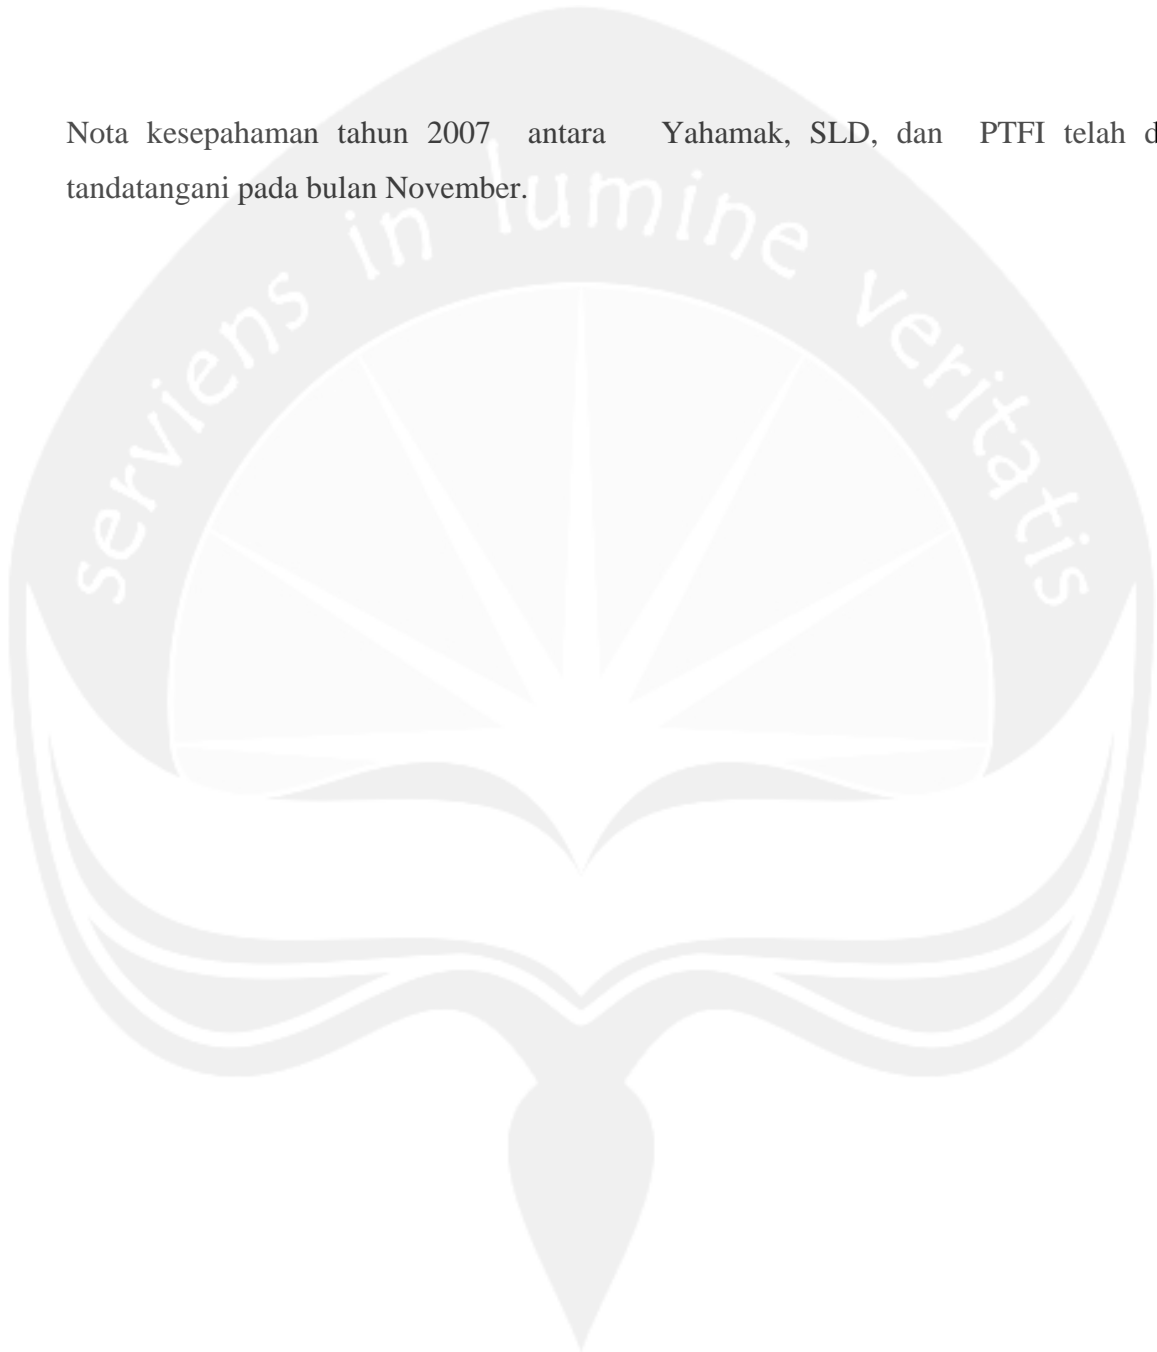 Nota kesepahaman tahun 2007 antara Yahamak, SLD, dan PTFI telah d
tandatangani pada bulan November.
serviens in lumine veritatis